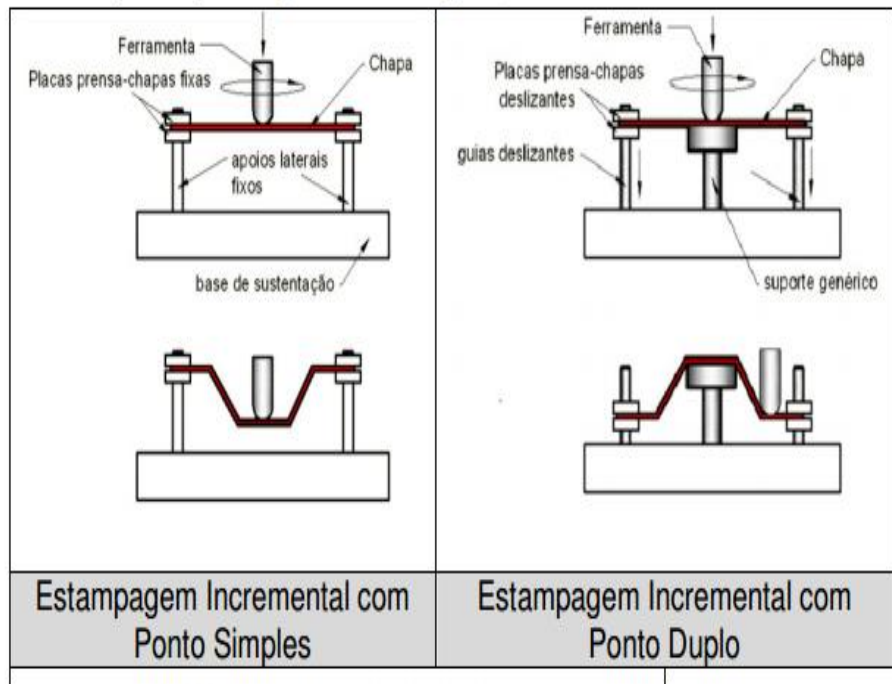 Ferramenta
Placas prensa-chapas fixas
Chapa
apoios laterais
fixos
base de sustentação
Ferramenta
Placas prensa-chapas
deslizantes
Chapa
guias deslizantes
suporte genérico
Estampagem Incremental com
Ponto Simples
Estampagem Incremental com
Ponto Duplo